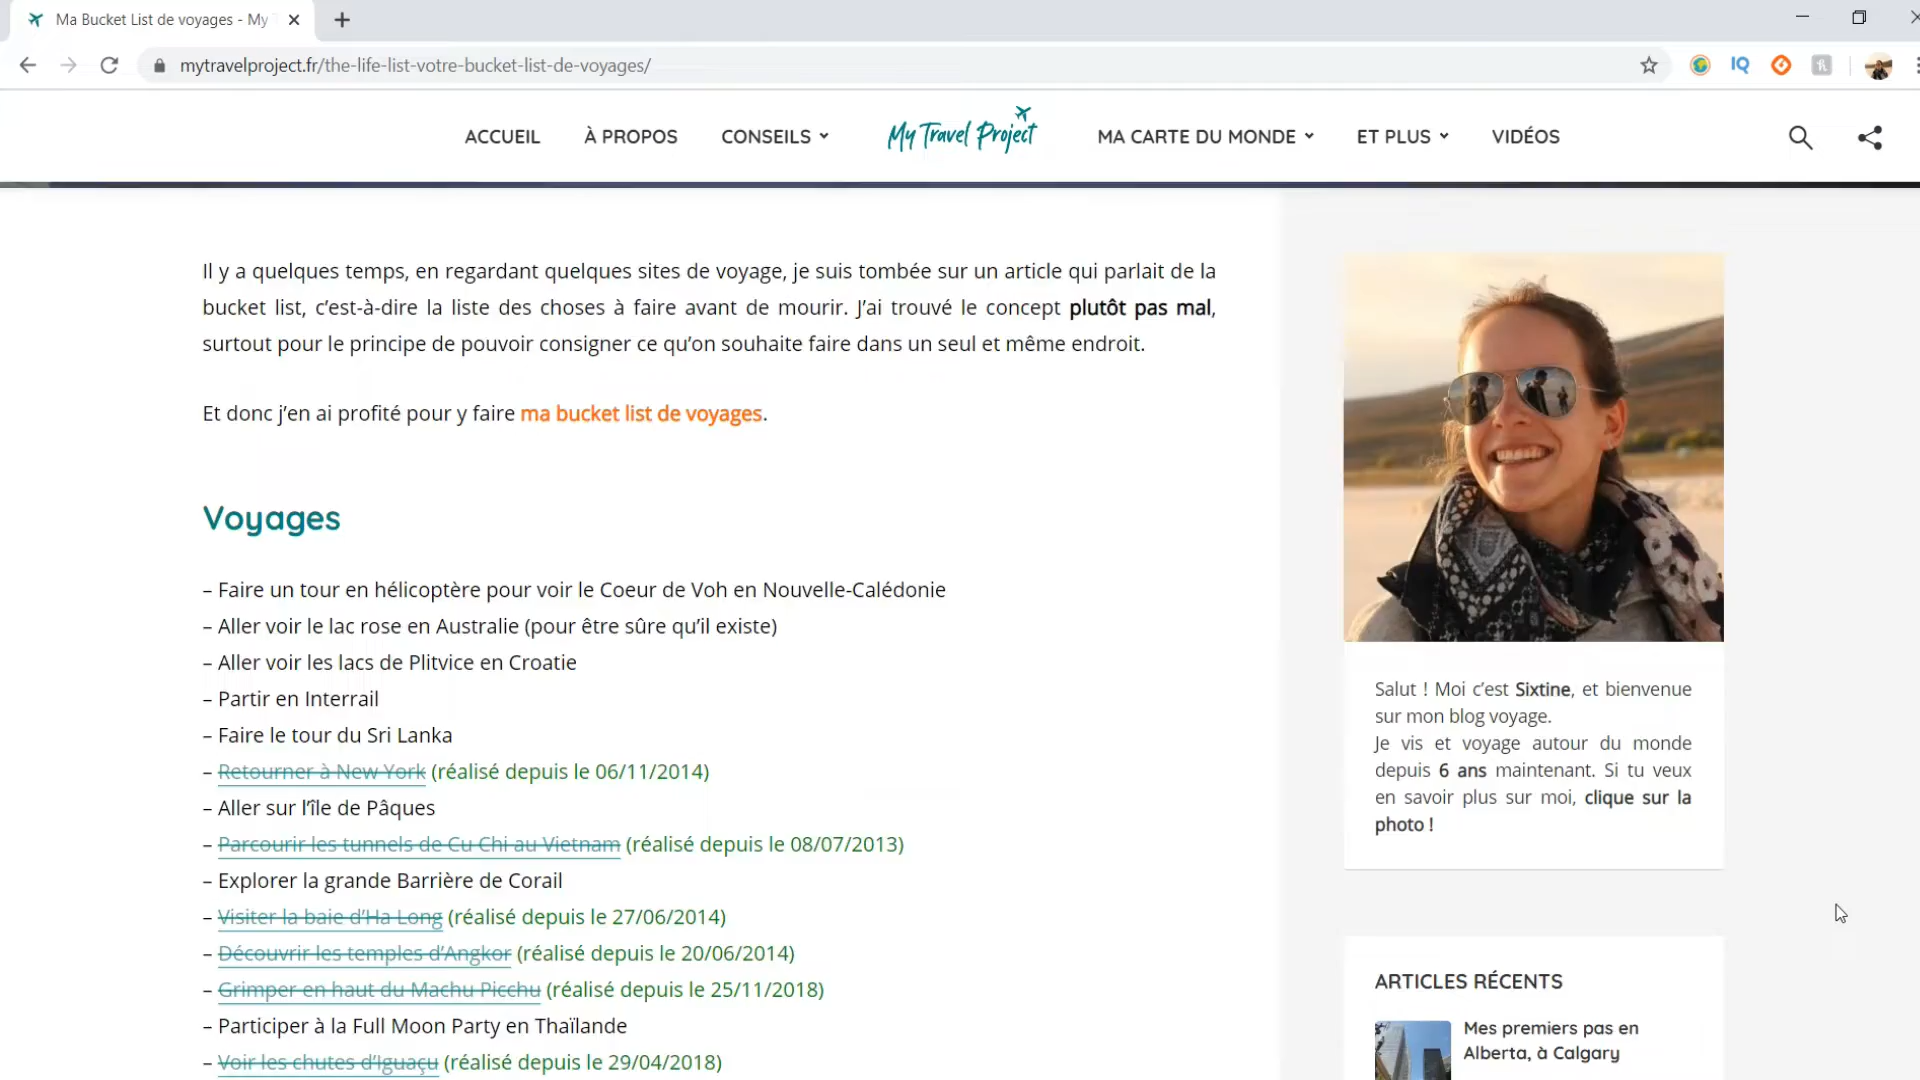 Ma Bucket List de voyages - My
mytravelproject.fr/the-life-list-votre-bucket-list-de-voyages/
IQ
ACCUEIL
À PROPOS
CONSEILS
My Travel Project
MA CARTE DU MONDE
ET PLUS
VIDÉOS
Il y a quelques temps, en regardant quelques sites de voyage, je suis tombée sur un article qui parlait de la
bucket list, c’est-à-dire la liste des choses à faire avant de mourir. J’ai trouvé le concept plutôt pas mal,
surtout pour le principe de pouvoir consigner ce qu’on souhaite faire dans un seul et même endroit.
Et donc j’en ai profité pour y faire ma bucket list de voyages.
Voyages
– Faire un tour en hélicoptère pour voir le Coeur de Voh en Nouvelle-Calédonie
– Aller voir le lac rose en Australie (pour être sûre qu’il existe)
– Aller voir les lacs de Plitvice en Croatie
– Partir en Interrail
– Faire le tour du Sri Lanka
– Retourner à New York (réalisé depuis le 06/11/2014)
– Aller sur l’île de Pâques
– Parcourir les tunnels de Cu Chi au Vietnam (réalisé depuis le 08/07/2013)
– Explorer la grande Barrière de Corail
– Visiter la baie d’Ha Long (réalisé depuis le 27/06/2014)
– Découvrir les temples d’Angkor (réalisé depuis le 20/06/2014)
– Grimper en haut du Machu Picchu (réalisé depuis le 25/11/2018)
– Participer à la Full Moon Party en Thaïlande
– Voir les chutes d’Iguaçu (réalisé depuis le 29/04/2018)
Salut ! Moi c’est Sixtine, et bienvenue
sur mon blog voyage.
Je vis et voyage autour du monde
depuis 6 ans maintenant. Si tu veux
en savoir plus sur moi, clique sur la
photo !
ARTICLES RÉCENTS
Mes premiers pas en
Alberta, à Calgary